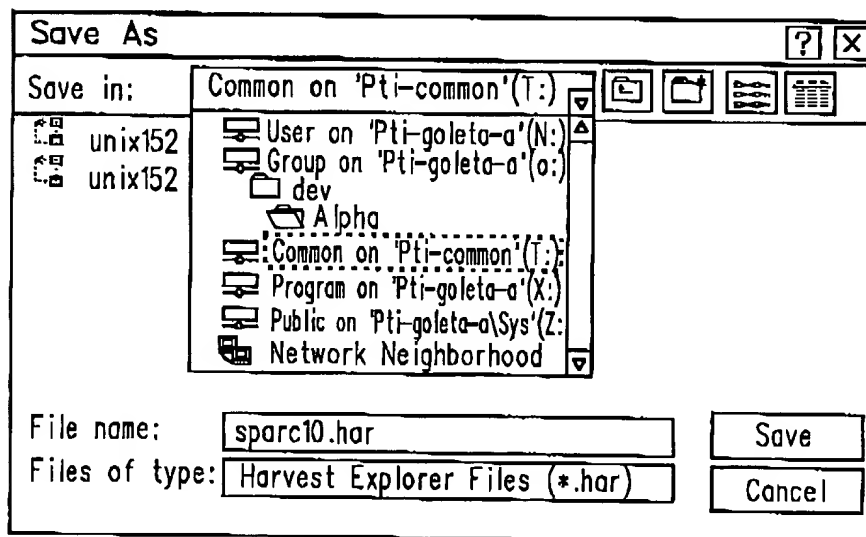 Save As
? X
Save in: Common on 'Pti-common'(T:)
unix152
unix152
User on 'Pti-goleta-a'(N:)
Group on 'Pti-goleta-a'(o:)
dev
Alpha
Common on 'Pti-common'(T:)
Program on 'Pti-goleta-a'(X:)
Public on 'Pti-goleta-a\Sys'(Z:
Network Neighborhood
File name: sparc10.har
Save
Files of type: Harvest Explorer Files (*.har)
Cancel